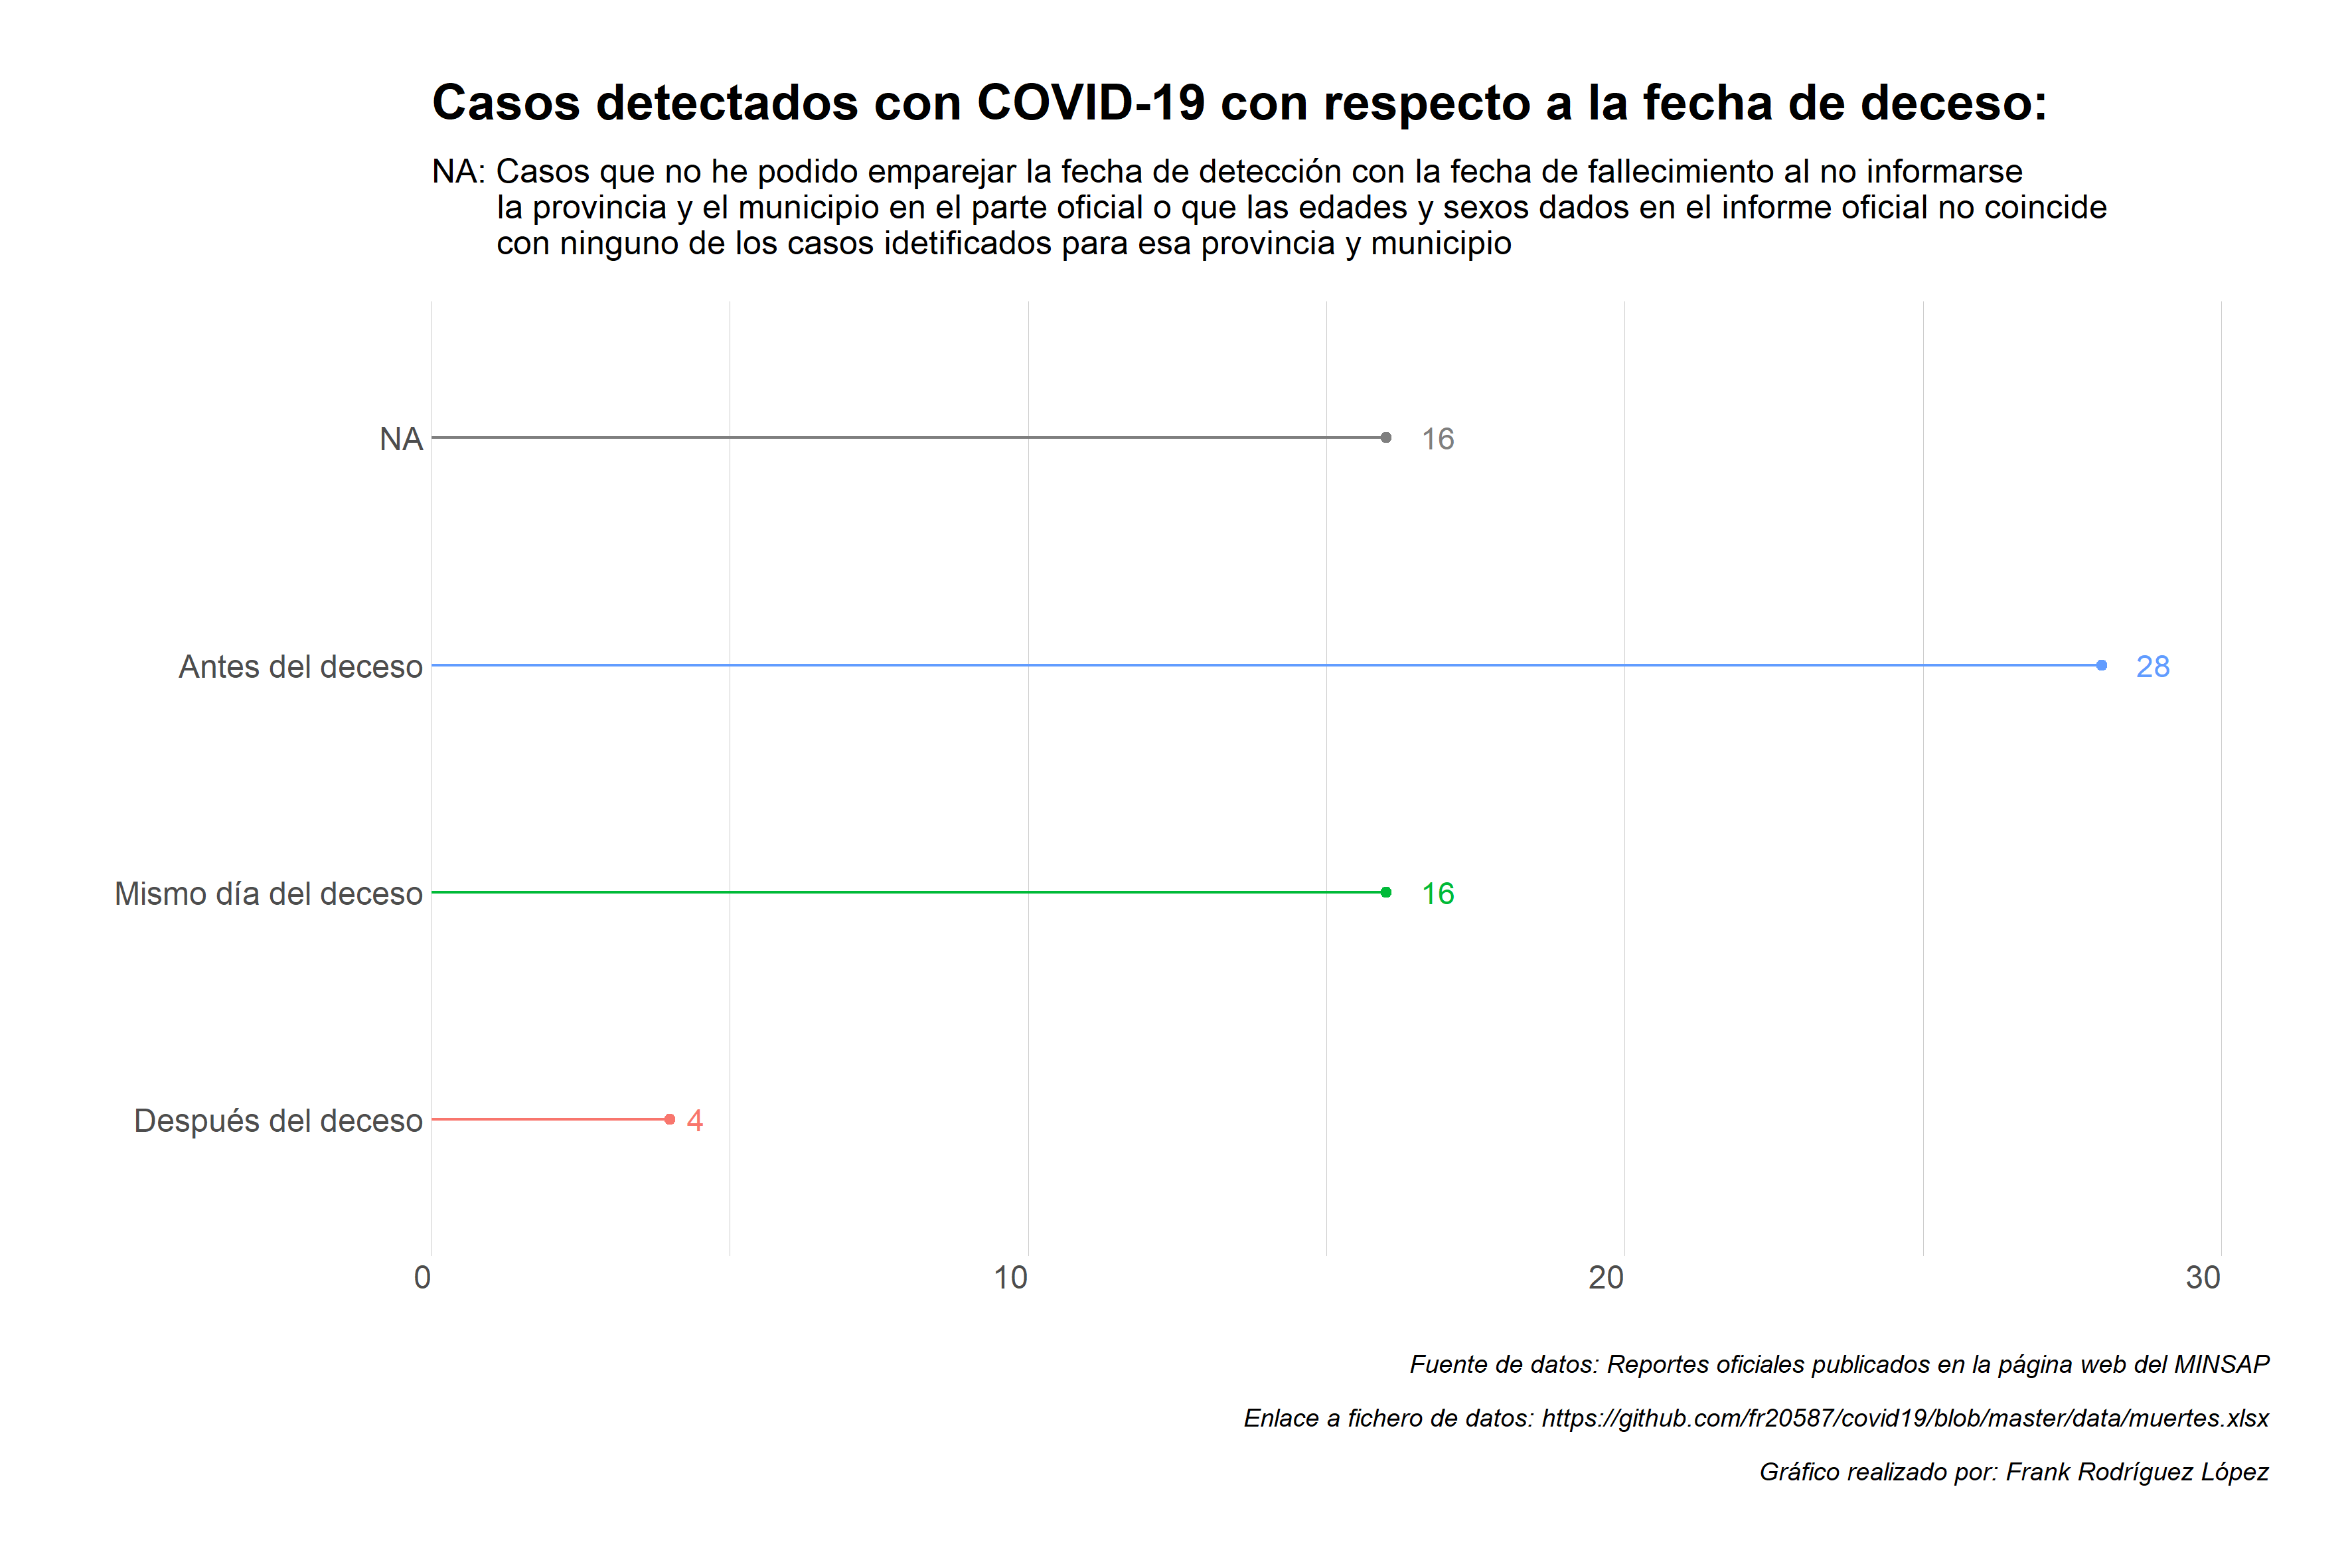 Casos detectados con COVID-19 con respecto a la fecha de deceso:
NA: Casos que no he podido emparejar la fecha de detección con la fecha de fallecimiento al no informarse
la provincia y el municipio en el parte oficial o que las edades y sexos dados en el informe oficial no coincide
con ninguno de los casos idetificados para esa provincia y municipio
NA 16
Antes del deceso 28
Mismo día del deceso 16
Después del deceso 4
0 10 20 30
Fuente de datos: Reportes oficiales publicados en la página web del MINSAP
Enlace a fichero de datos: https://github.com/fr20587/covid19/blob/master/data/muertes.xlsx
Gráfico realizado por: Frank Rodríguez López